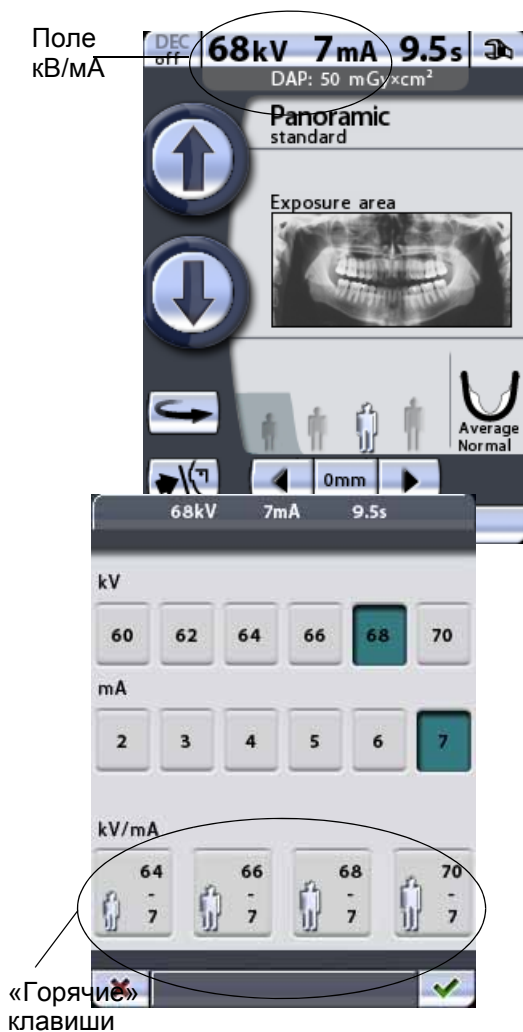 Поле
кВ/мА
DEC
off
68kV 7mA 9.5s
DAP: 50 mGy×cm²
Panoramic
standard
Exposure area
Average
Normal
0mm
68kV 7mA 9.5s
kV
60 62 64 66 68 70
mA
2 3 4 5 6 7
kV/mA
64 66 68 70
- - - -
7 7 7 7
«Горячие»
клавиши